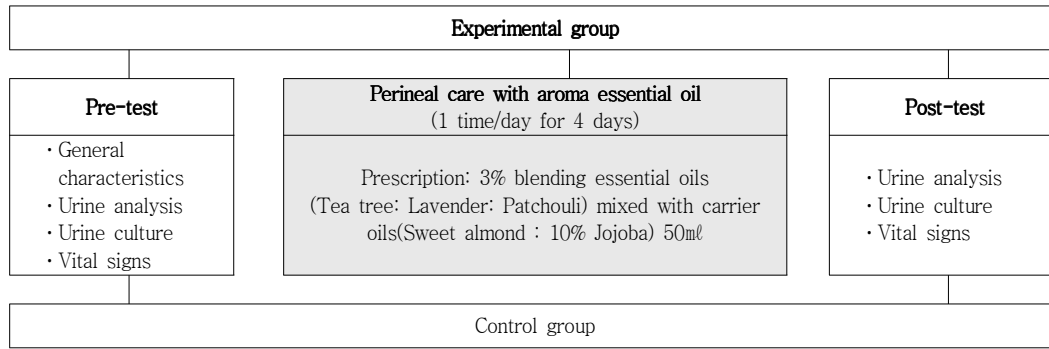 Experimental group
Pre-test
・General
characteristics
・Urine analysis
・Urine culture
・Vital signs
Perineal care with aroma essential oil
(1 time/day for 4 days)
Prescription: 3% blending essential oils
(Tea tree: Lavender: Patchouli) mixed with carrier
oils(Sweet almond : 10% Jojoba) 50㎖
Post-test
・Urine analysis
・Urine culture
・Vital signs
Control group